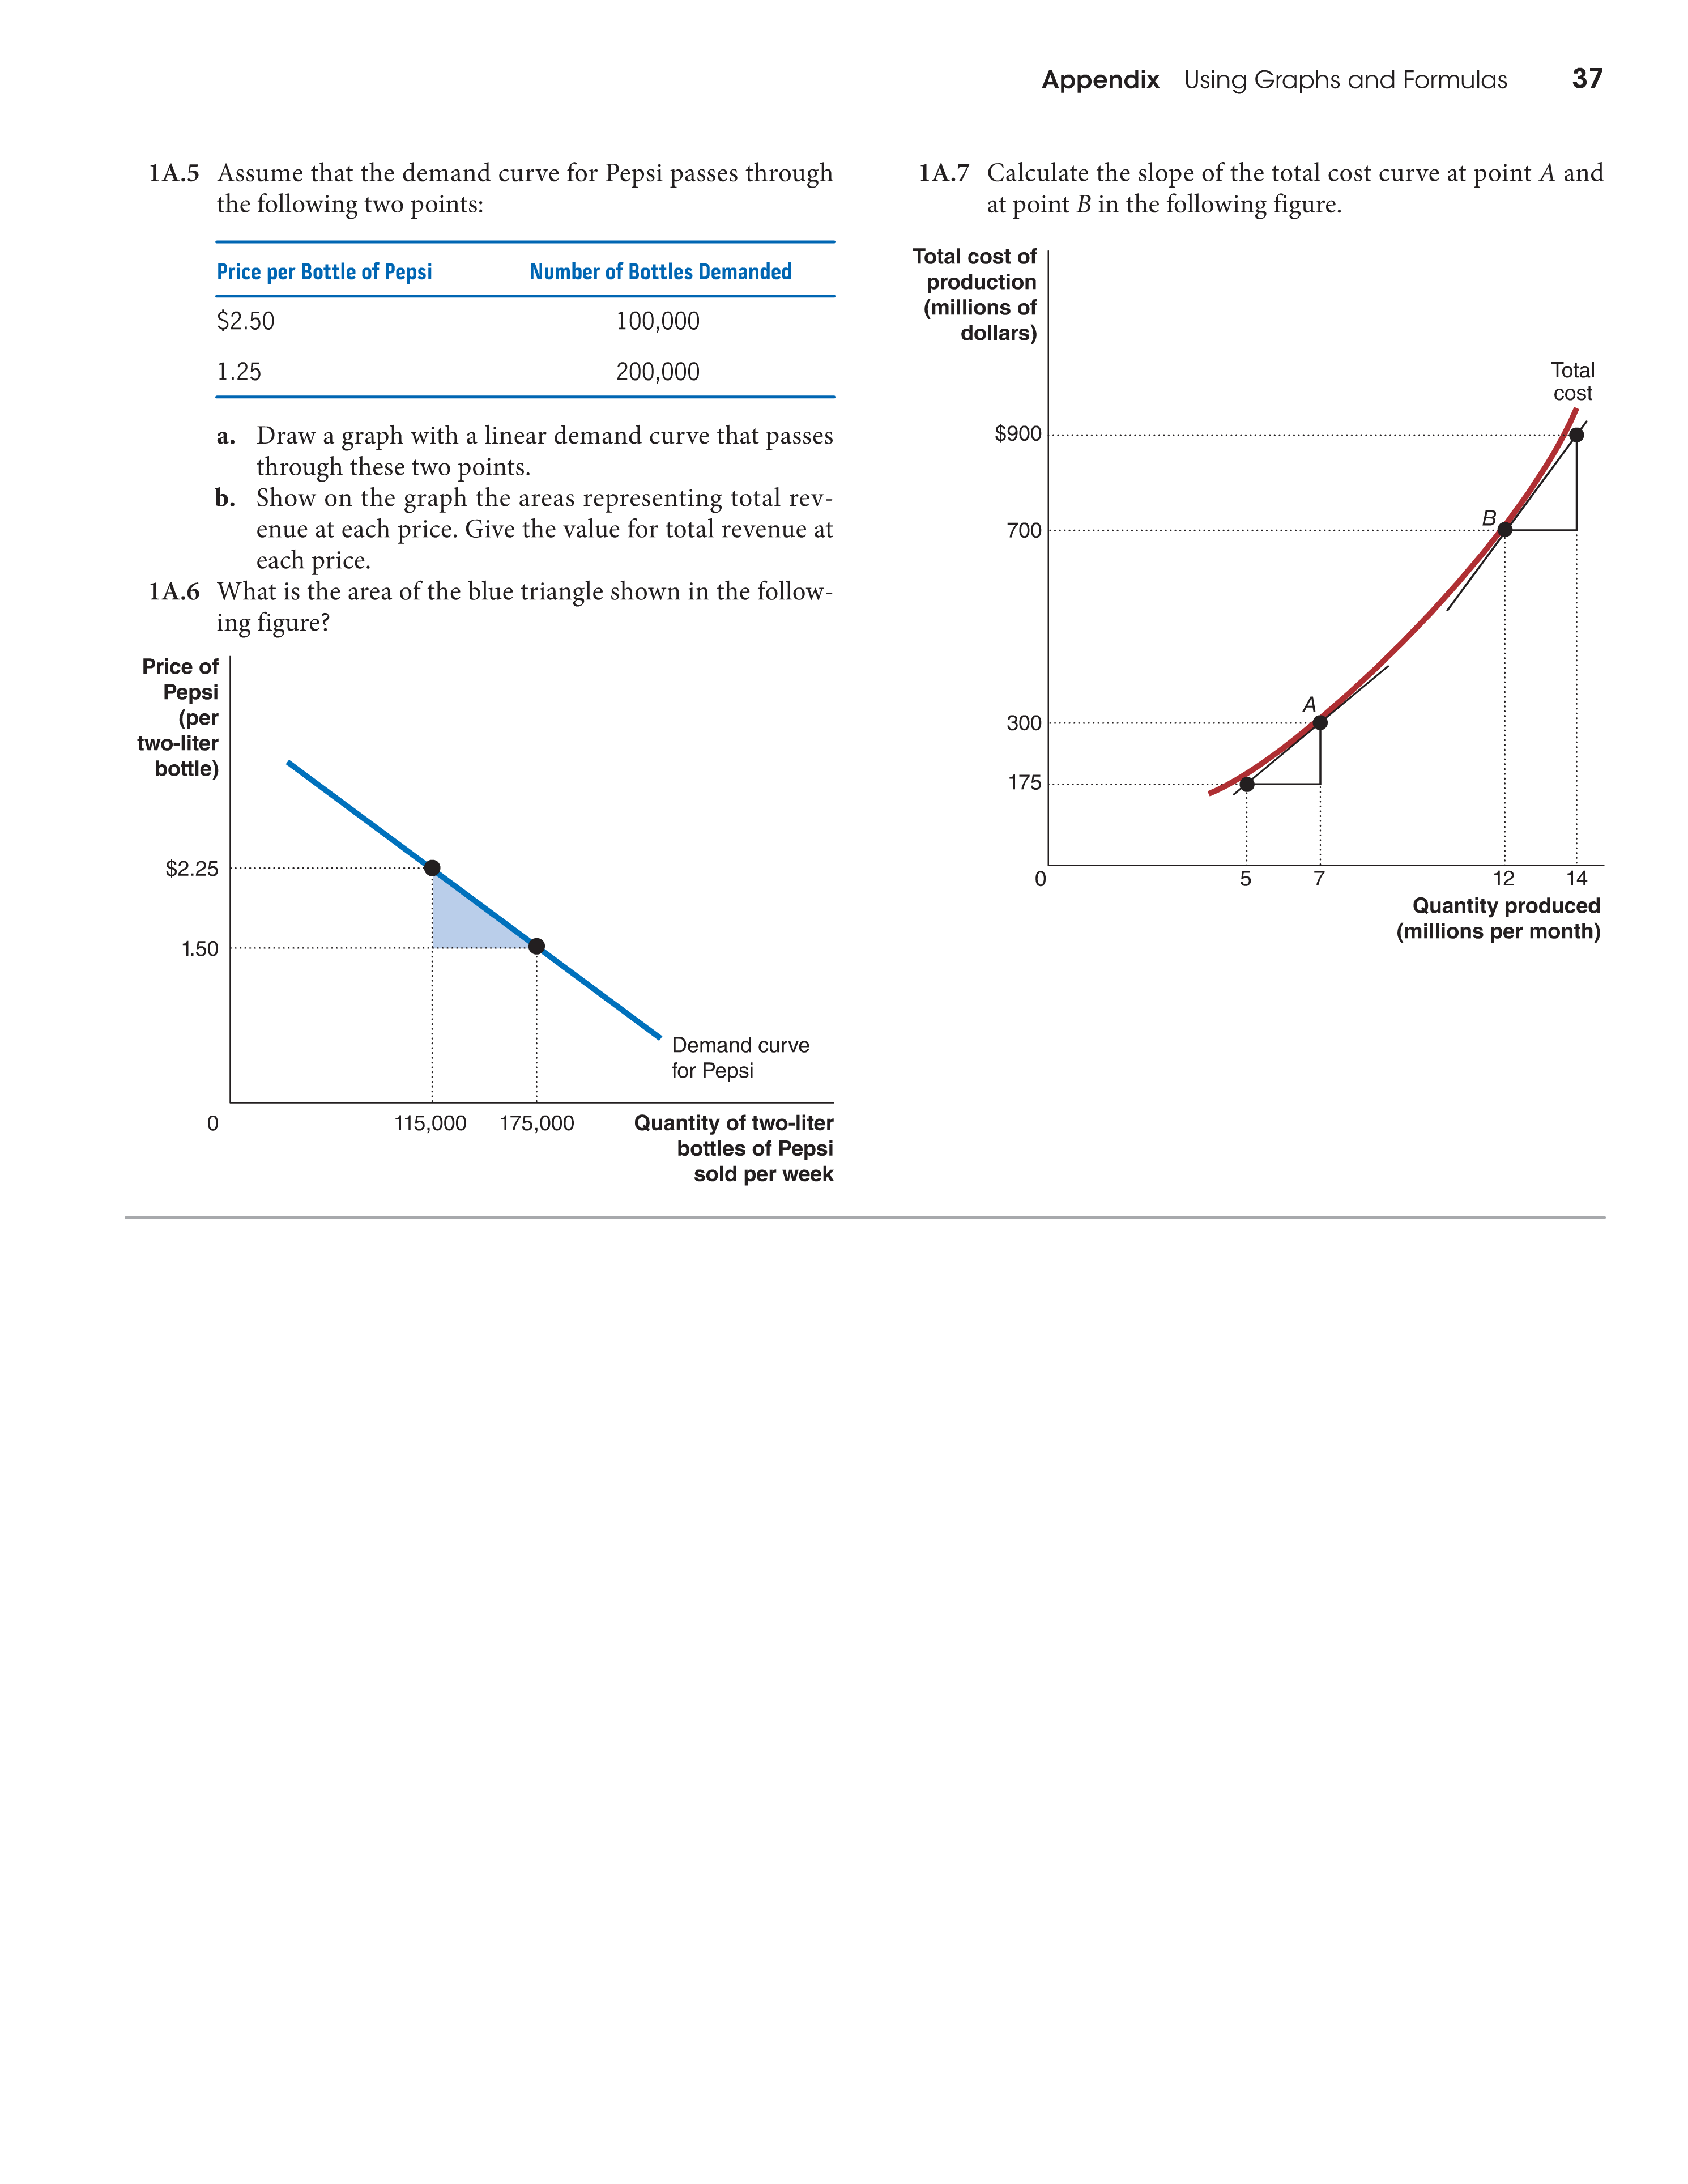 Appendix Using Graphs and Formulas 37
1A.5 Assume that the demand curve for Pepsi passes through
the following two points:
Price per Bottle of Pepsi Number of Bottles Demanded
$2.50 100,000
1.25 200,000
a. Draw a graph with a linear demand curve that passes
through these two points.
b. Show on the graph the areas representing total rev-
enue at each price. Give the value for total revenue at
each price.
1A.6 What is the area of the blue triangle shown in the follow-
ing figure?
Price of
Pepsi
(per
two-liter
bottle)
$2.25
1.50
Demand curve
for Pepsi
0 115,000 175,000 Quantity of two-liter
bottles of Pepsi
sold per week
1A.7 Calculate the slope of the total cost curve at point A and
at point B in the following figure.
Total cost of
production
(millions of
dollars)
Total
cost
$900
B
700
A
300
175
0 5 7 12 14
Quantity produced
(millions per month)